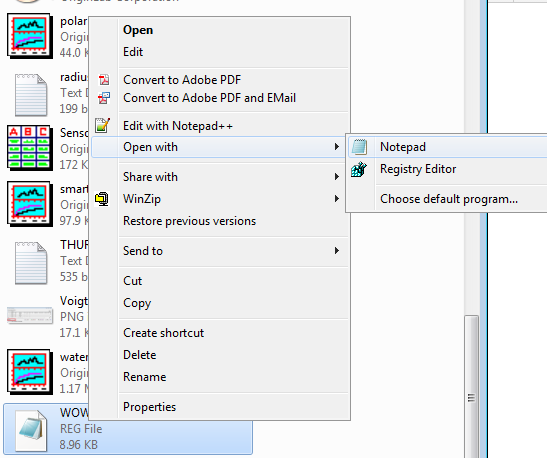 OriginLab Corporation
polar
Origin
44.0 K
radiu
Text D
199 b
A B C
Senso
Origin
172 K
smart
Origin
97.9 K
THUR
Text D
535 b
Voigt
PNG
17.1 K
water
Origin
1.17 M
WOW
REG File
8.96 KB
Open
Edit
Convert to Adobe PDF
Convert to Adobe PDF and EMail
Edit with Notepad++
Open with
Share with
WinZip
Restore previous versions
Send to
Cut
Copy
Create shortcut
Delete
Rename
Properties
Notepad
Registry Editor
Choose default program...